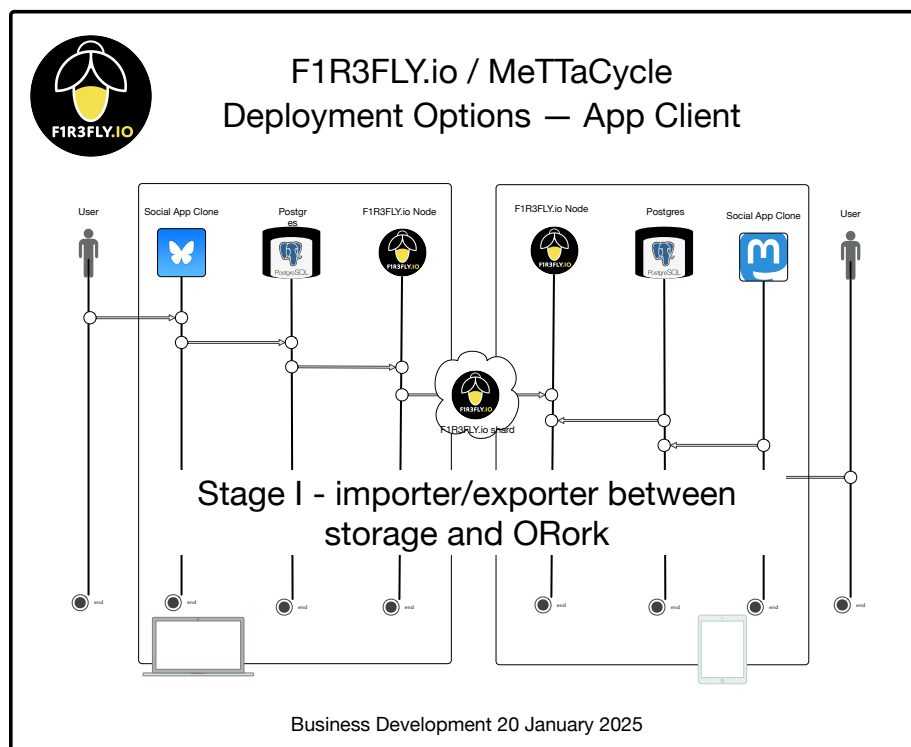 F1R3FLY.io / MeTTaCycle
Deployment Options — App Client
F1R3FLY.IO
User
Social App Clone
Postgr
es
F1R3FLY.io Node
F1R3FLY.io Node
Postgres
Social App Clone
User
PostgreSQL
F1R3FLY.IO
F1R3FLY.IO
PostgreSQL
m
F1R3FLY.IO
F1R3FLY.io shard
Stage I - importer/exporter between
storage and ORork
end
end
end
end
end
end
end
end
Business Development 20 January 2025